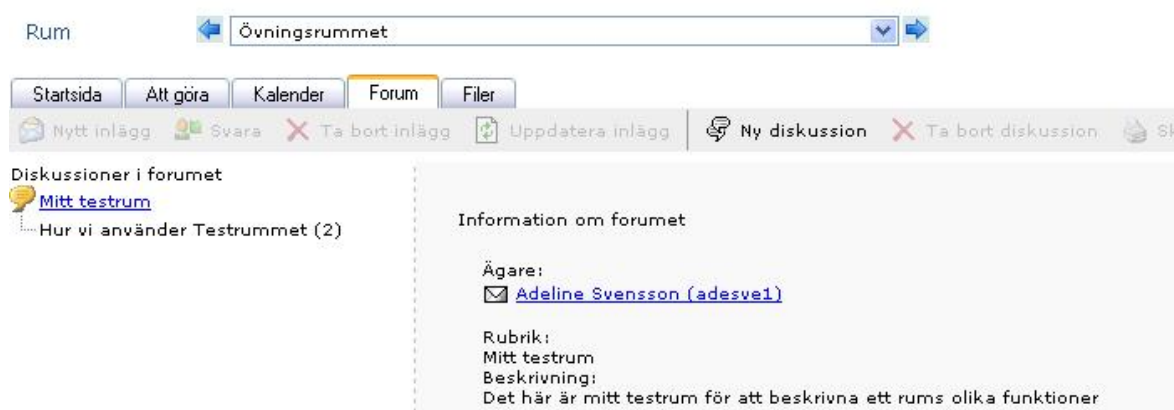 Rum Övningsrummet
Startsida Att göra Kalender Forum Filer
Nytt inlägg Svara Ta bort inlägg Uppdatera inlägg Ny diskussion Ta bort diskussion
Diskussioner i forumet
Mitt testrum
Hur vi använder Testrummet (2)
Information om forumet
Ägare:
Adeline Svensson (adesve1)
Rubrik:
Mitt testrum
Beskrivning:
Det här är mitt testrum för att beskrivna ett rums olika funktioner